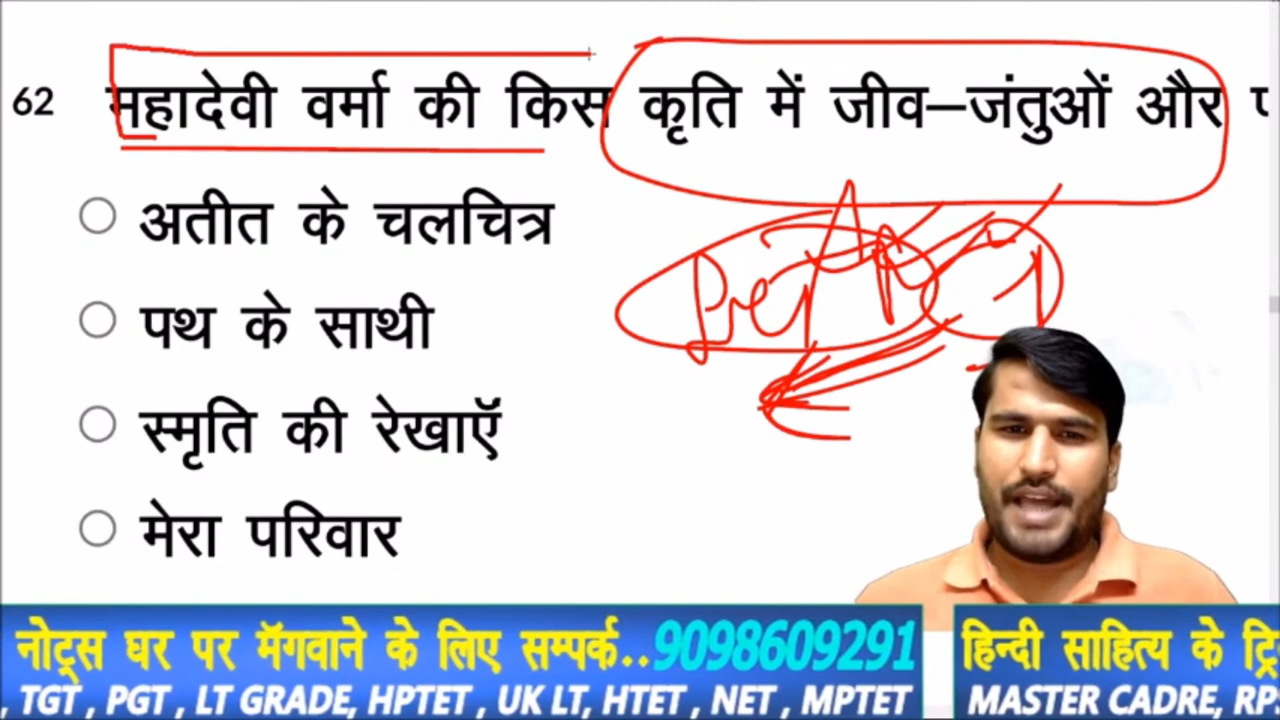 62 महादेवी वर्मा की किस कृति में जीव–जंतुओं और
अतीत के चलचित्र
पथ के साथी
स्मृति की रेखाऍ
मेरा परिवार
नोट्स घर पर मॅगवाने के लिए सम्पर्क..9098609291
हिन्दी साहित्य के
, TGT , PGT , LT GRADE, HPTET , UK LT, HTET , NET , MPTET
MASTER CADRE,